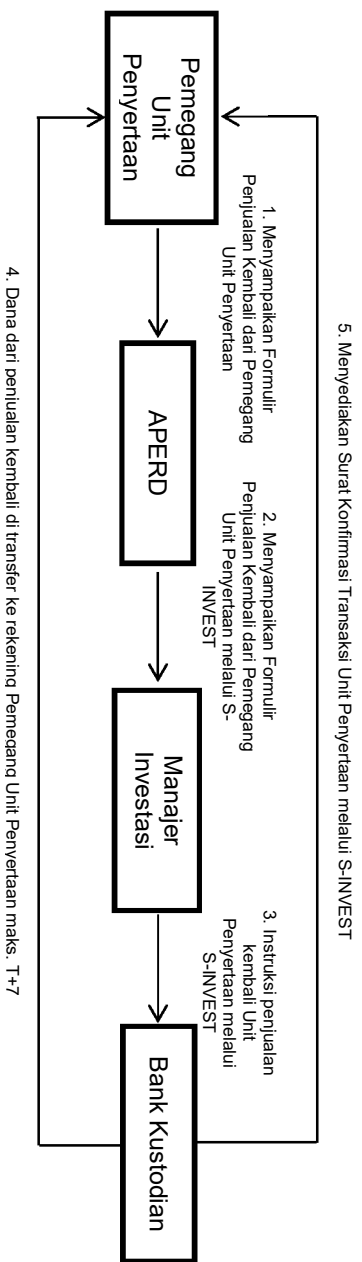 5. Menyediakan Surat Konfirmasi Transaksi Unit Penyertaan melalui S-INVEST
1. Menyampaikan Formulir
Penjualan Kembali dari Pemegang
Unit Penyertaan
2. Menyampaikan Formulir
Penjualan Kembali dari Pemegang
Unit Penyertaan melalui S-
INVEST
3. Instruksi penjualan
kembali Unit
Penyertaan melalui
S-INVEST
Pemegang
Unit
Penyertaan
APERD
Manajer
Investasi
Bank Kustodian
4. Dana dari penjualan kembali di transfer ke rekening Pemegang Unit Penyertaan maks. T+7